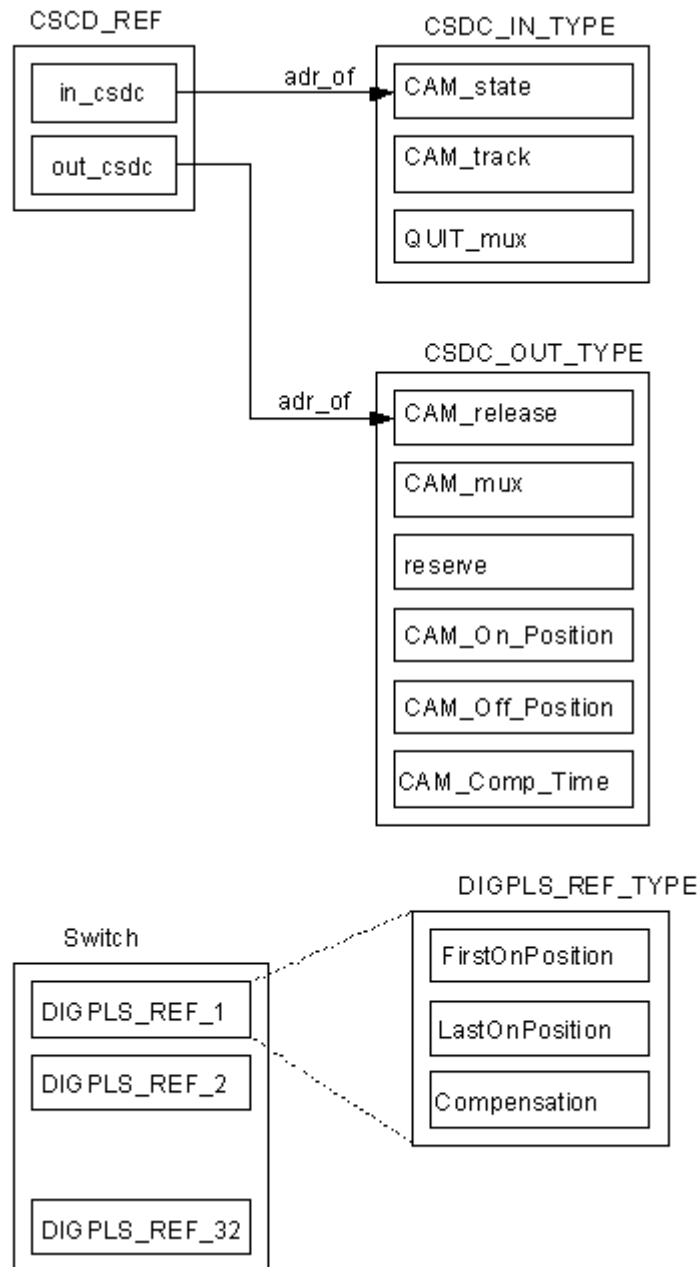 CSCD_REF
in_csdc
out_csdc
adr_of
CSDC_IN_TYPE
CAM_state
CAM_track
QUIT_mux
CSDC_OUT_TYPE
adr_of
CAM_release
CAM_mux
reserve
CAM_On_Position
CAM_Off_Position
CAM_Comp_Time
Switch
DIGPLS_REF_1
DIGPLS_REF_2
DIGPLS_REF_32
DIGPLS_REF_TYPE
FirstOnPosition
LastOnPosition
Compensation